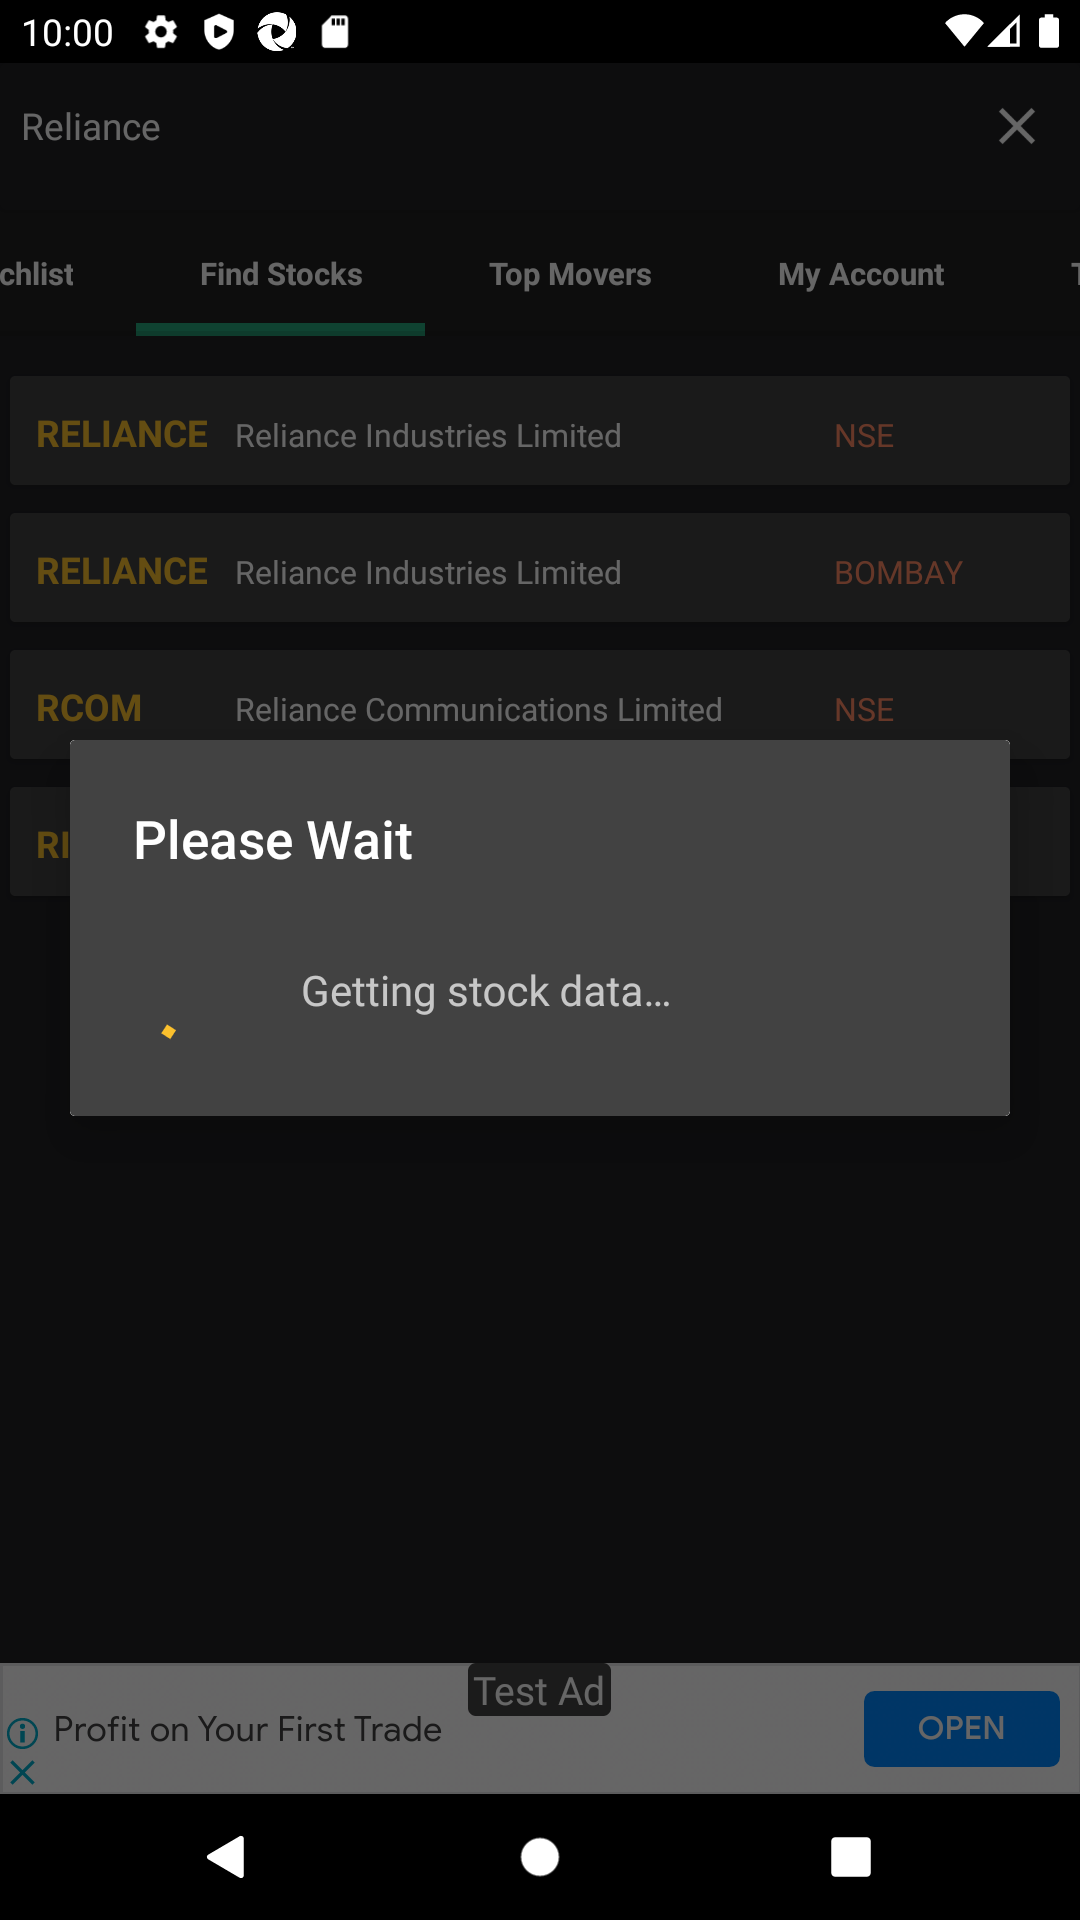 10:00
Reliance
chlist Find Stocks Top Movers My Account
RELIANCE Reliance Industries Limited NSE
RELIANCE Reliance Industries Limited BOMBAY
RCOM Reliance Communications Limited NSE
Please Wait
Getting stock data...
Test Ad
Profit on Your First Trade
OPEN